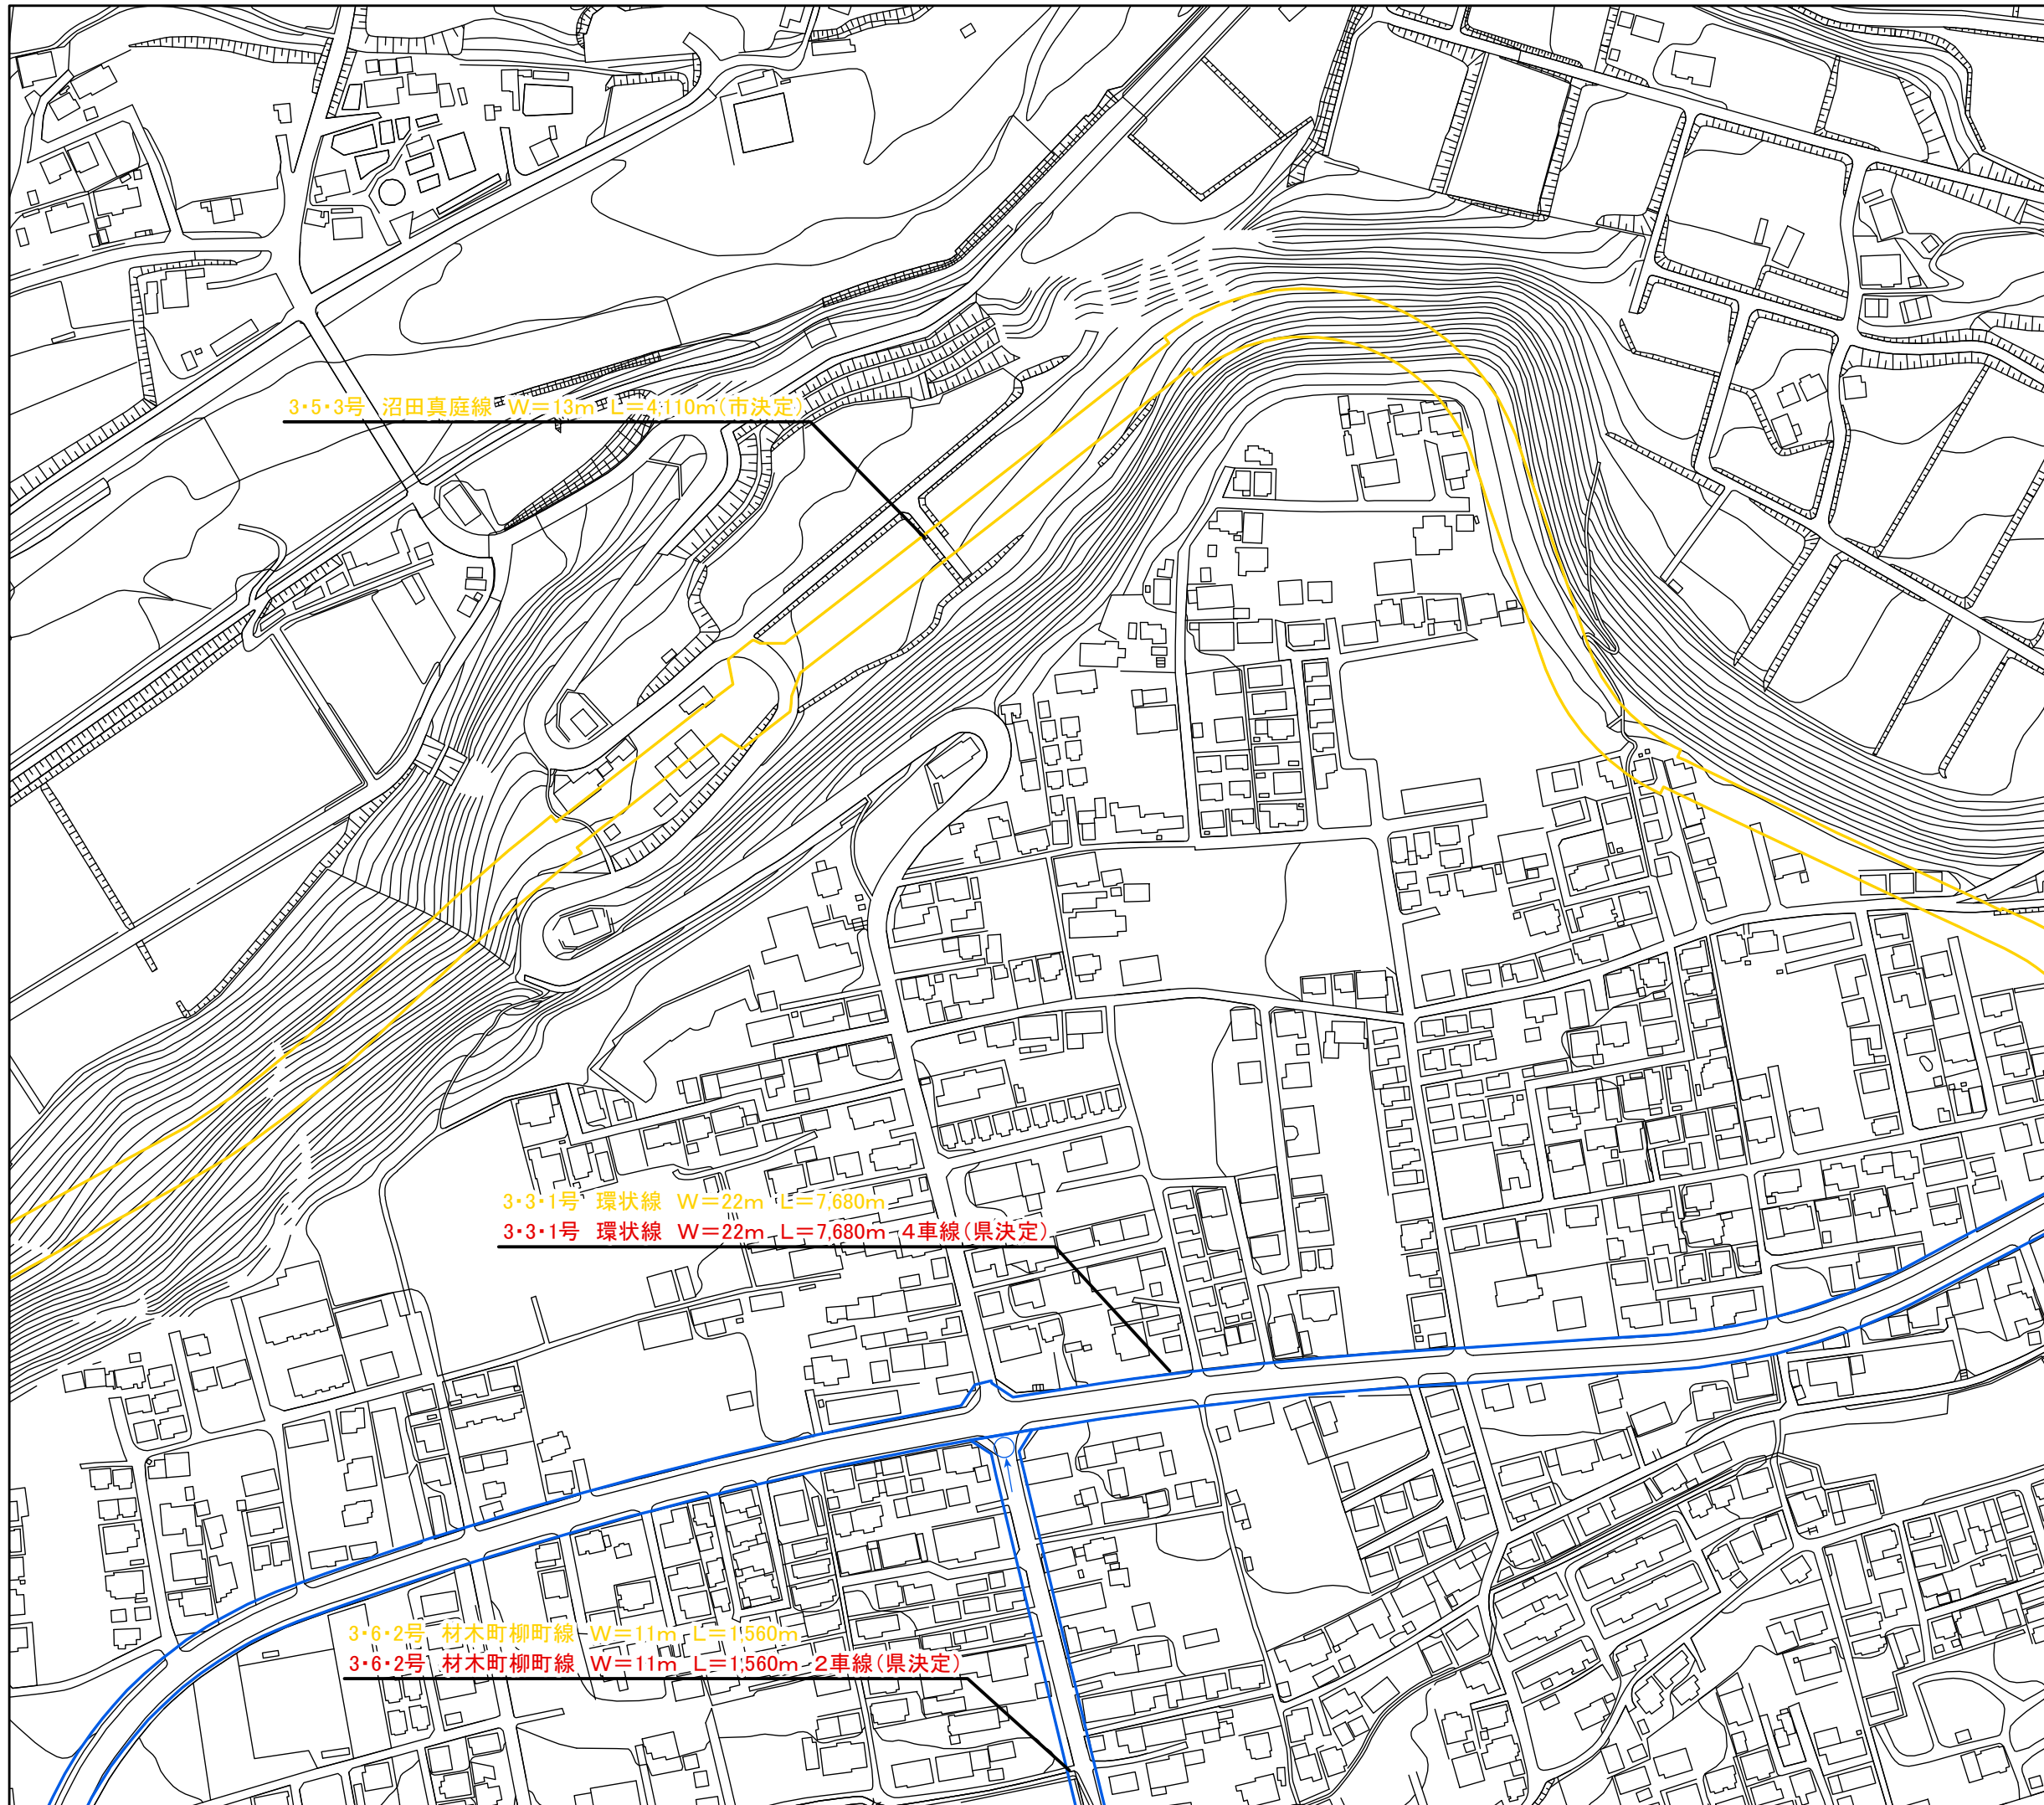 3・5・3号　沼田真庭線　W＝13m　L＝4,110m（市決定）
3・3・1号　環状線　W＝22m　L＝7,680m
3・3・1号　環状線　W＝22m　L＝7,680m　4車線（県決定）
3・6・2号　材木町柳町線　W＝11m　L＝1,560m
3・6・2号　材木町柳町線　W＝11m　L＝1,560m　2車線（県決定）